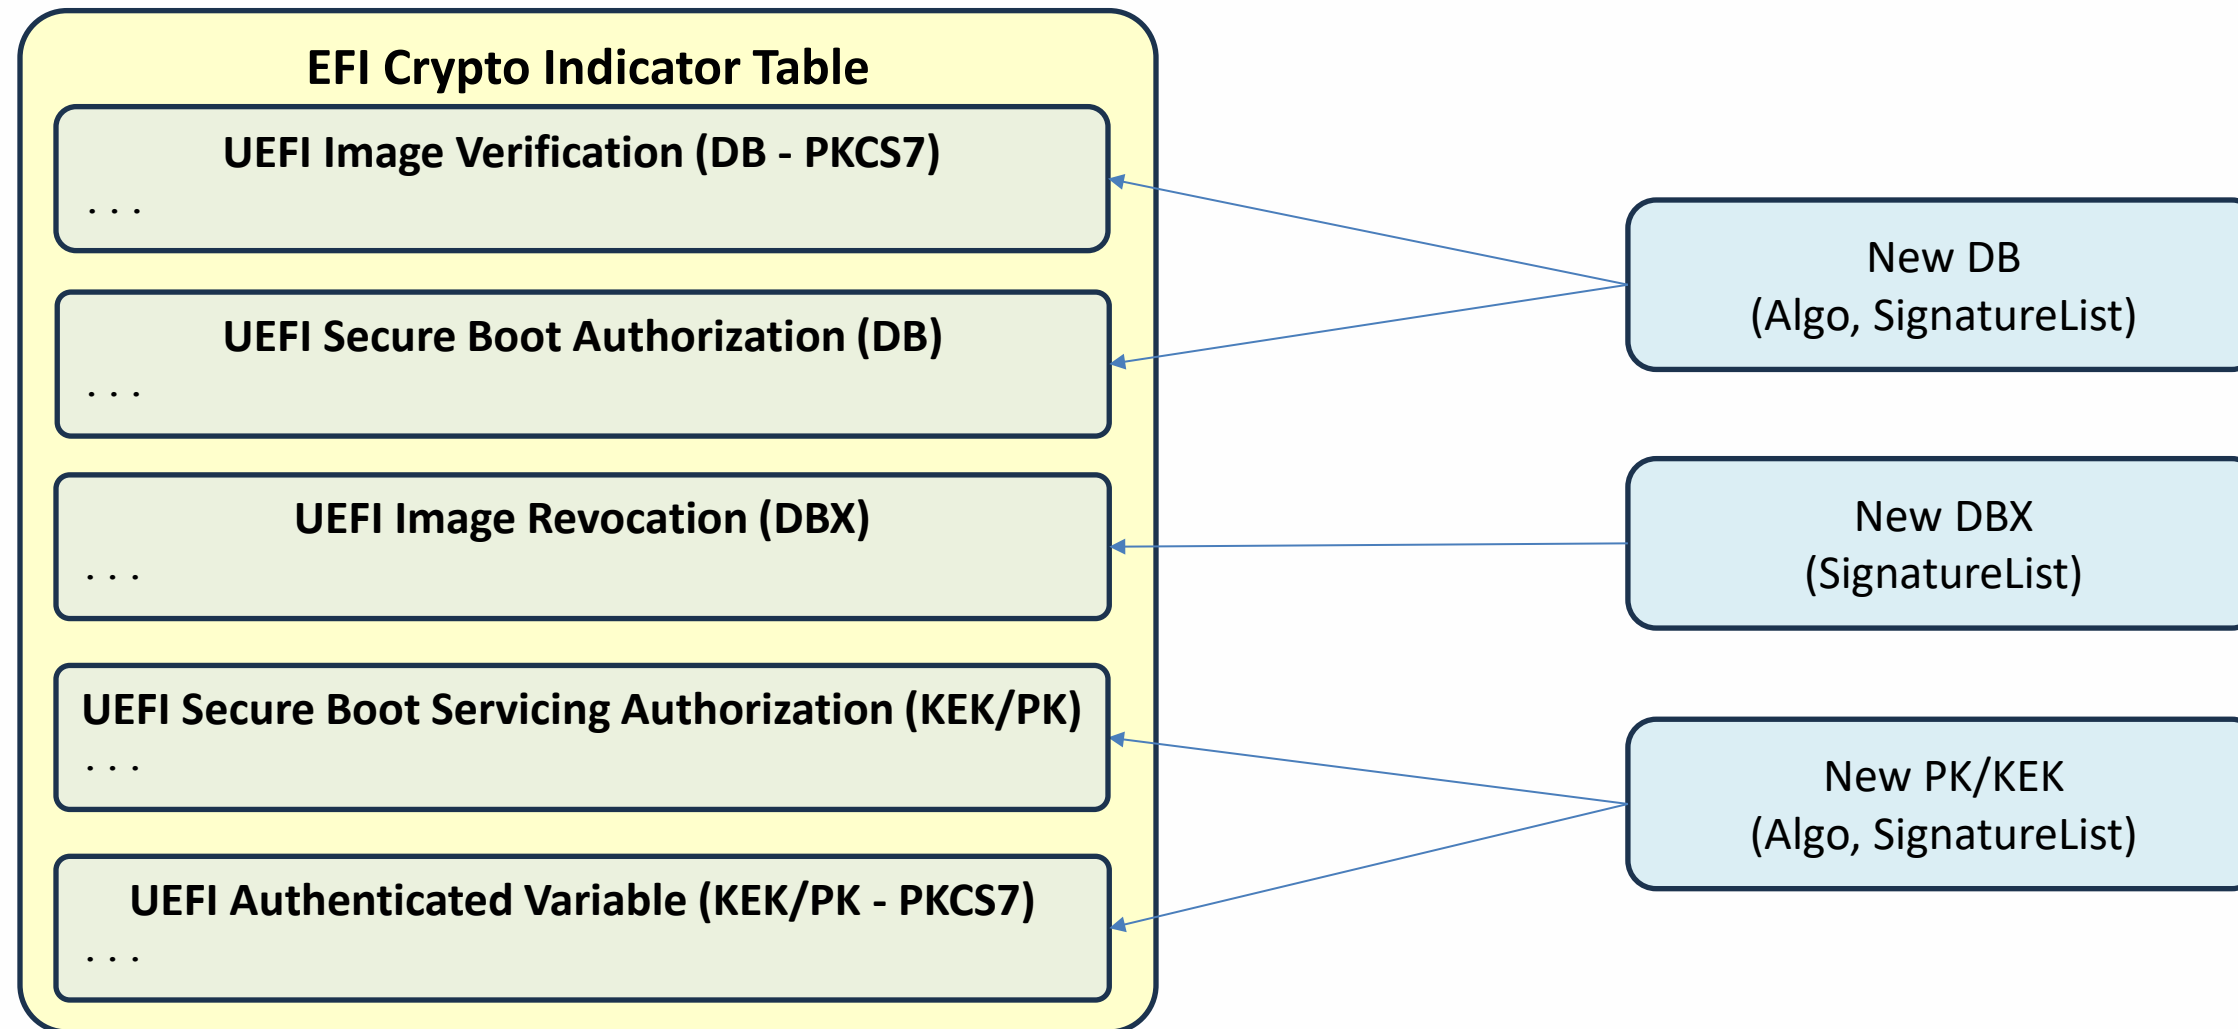 EFI Crypto Indicator Table
UEFI Image Verification (DB - PKCS7)
. . .
UEFI Secure Boot Authorization (DB)
. . .
UEFI Image Revocation (DBX)
. . .
UEFI Secure Boot Servicing Authorization (KEK/PK)
. . .
UEFI Authenticated Variable (KEK/PK - PKCS7)
. . .
New DB
(Algo, SignatureList)
New DBX
(SignatureList)
New PK/KEK
(Algo, SignatureList)